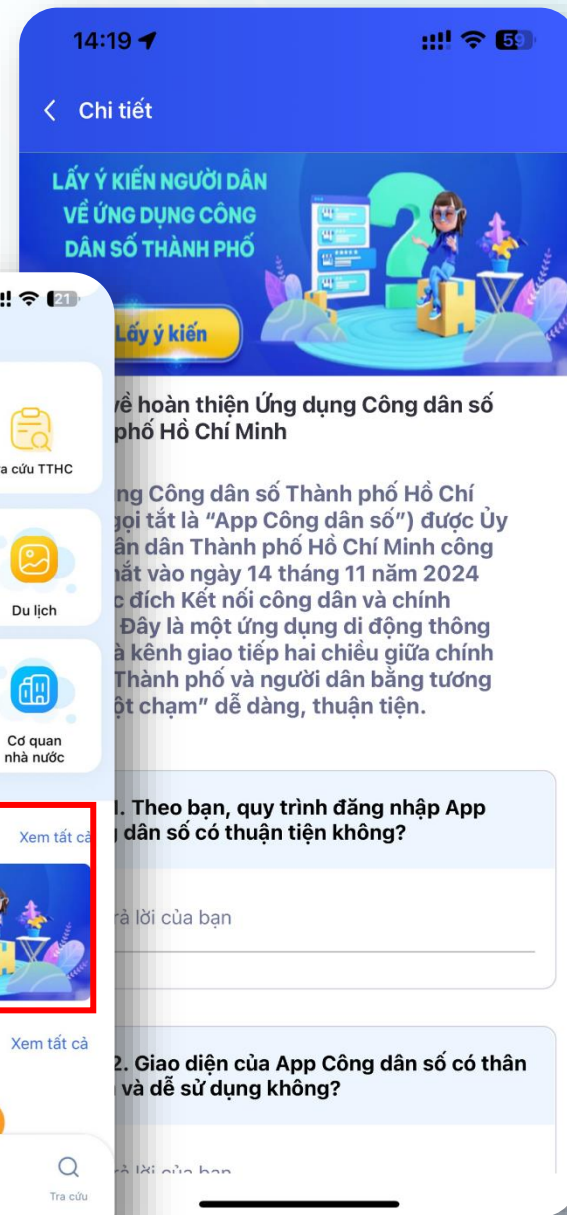 14:19
59
Chi tiết
LẤY Ý KIẾN NGƯỜI DÂN
VỀ ỨNG DỤNG CÔNG
DÂN SỐ THÀNH PHỐ
Lấy ý kiến
về hoàn thiện Ứng dụng Công dân số
phố Hồ Chí Minh
Công dân số Thành phố Hồ Chí
gọi tắt là “App Công dân số”) được Ủy
dân Thành phố Hồ Chí Minh công
vào ngày 14 tháng 11 năm 2024
đích Kết nối công dân và chính
Đây là một ứng dụng di động thông
kênh giao tiếp hai chiều giữa chính
Thành phố và người dân bằng tương
chạm” dễ dàng, thuận tiện.
1. Theo bạn, quy trình đăng nhập App
dân số có thuận tiện không?
lời của bạn
2. Giao diện của App Công dân số có thân
và dễ sử dụng không?
lời của bạn
21
cứu TTHC
Du lịch
Cơ quan
nhà nước
Xem tất cả
Xem tất cả
Tra cứu